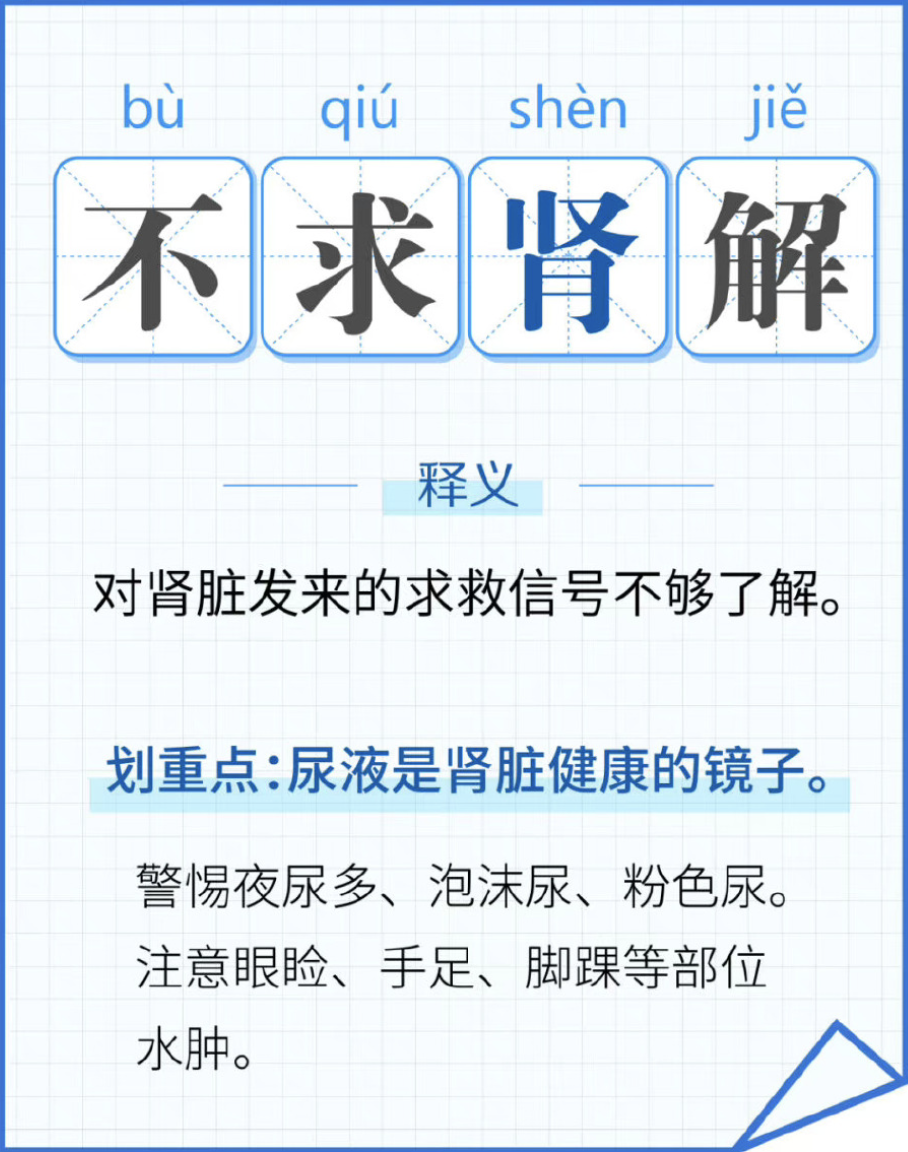 bù qiú shèn jiě
不求肾解
释义
对肾脏发来的求救信号不够了解。
划重点:尿液是肾脏健康的镜子。
警惕夜尿多、泡沫尿、粉色尿。
注意眼睑、手足、脚踝等部位
水肿。